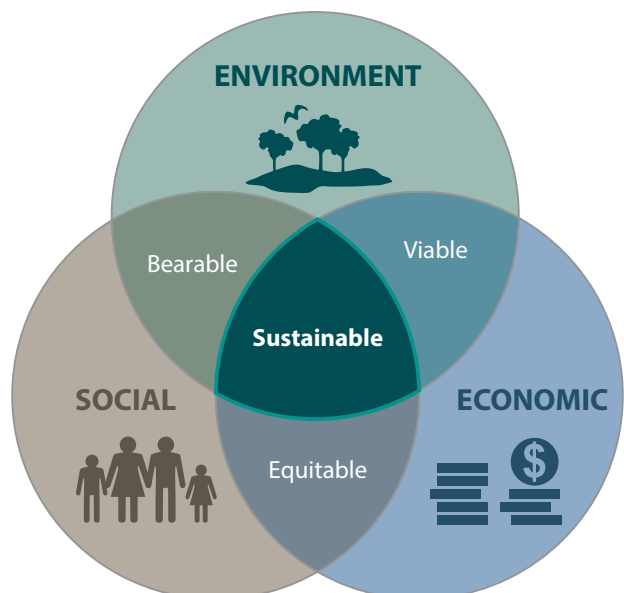 ENVIRONMENT
Bearable
Viable
Sustainable
SOCIAL
ECONOMIC
Equitable
$